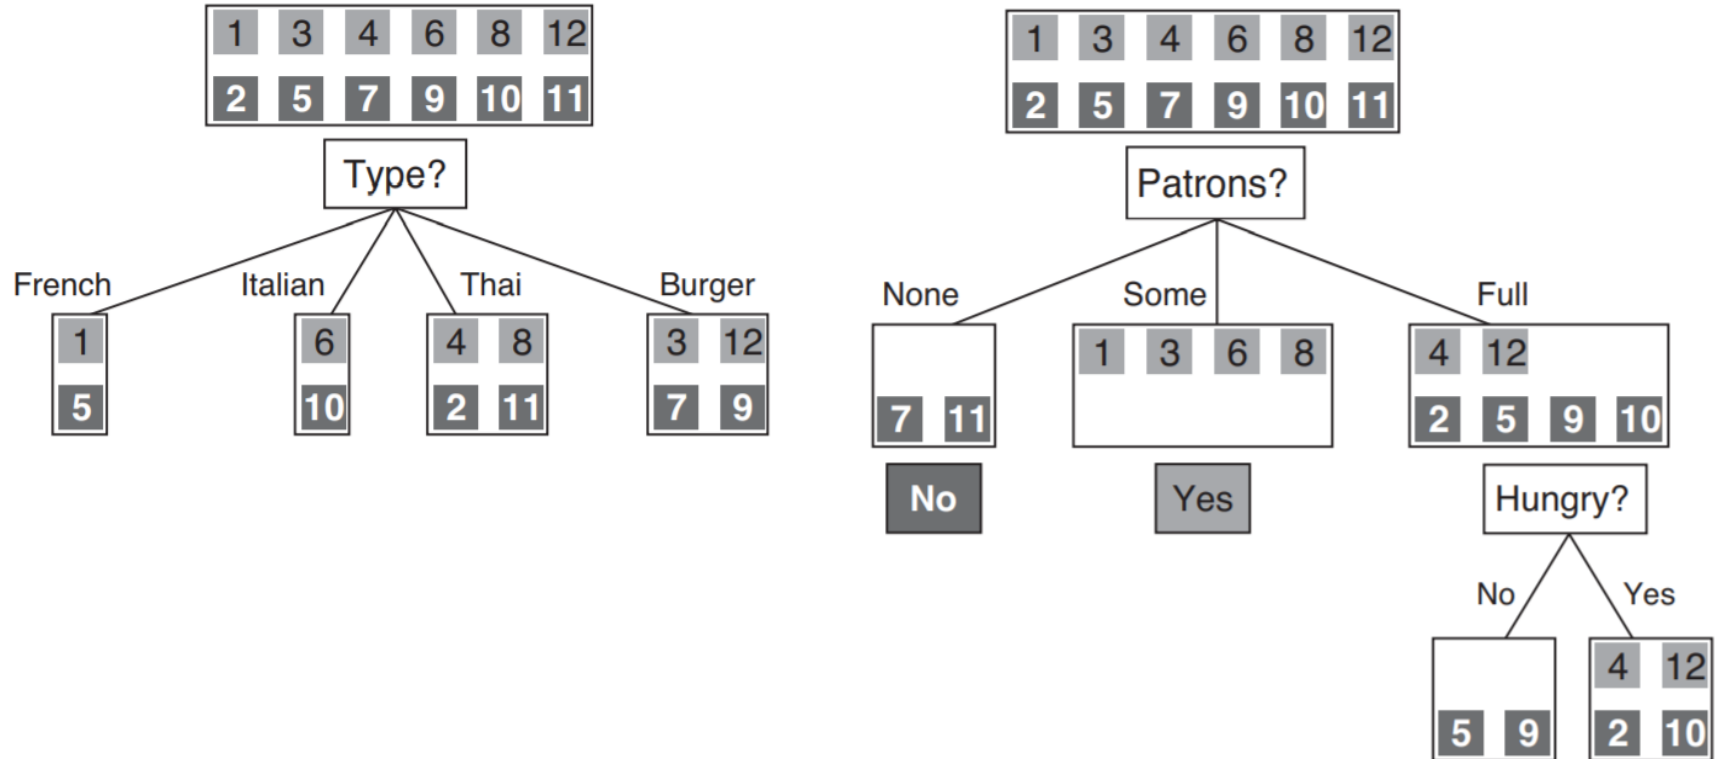 1 3 4 6 8 12
2 5 7 9 10 11
Type?
French Italian Thai Burger
1 6 4 8 3 12
5 10 2 11 7 9
1 3 4 6 8 12
2 5 7 9 10 11
Patrons?
None Some Full
1 3 6 8 4 12
7 11 2 5 9 10
No Yes Hungry?
No Yes
4 12
5 9 2 10